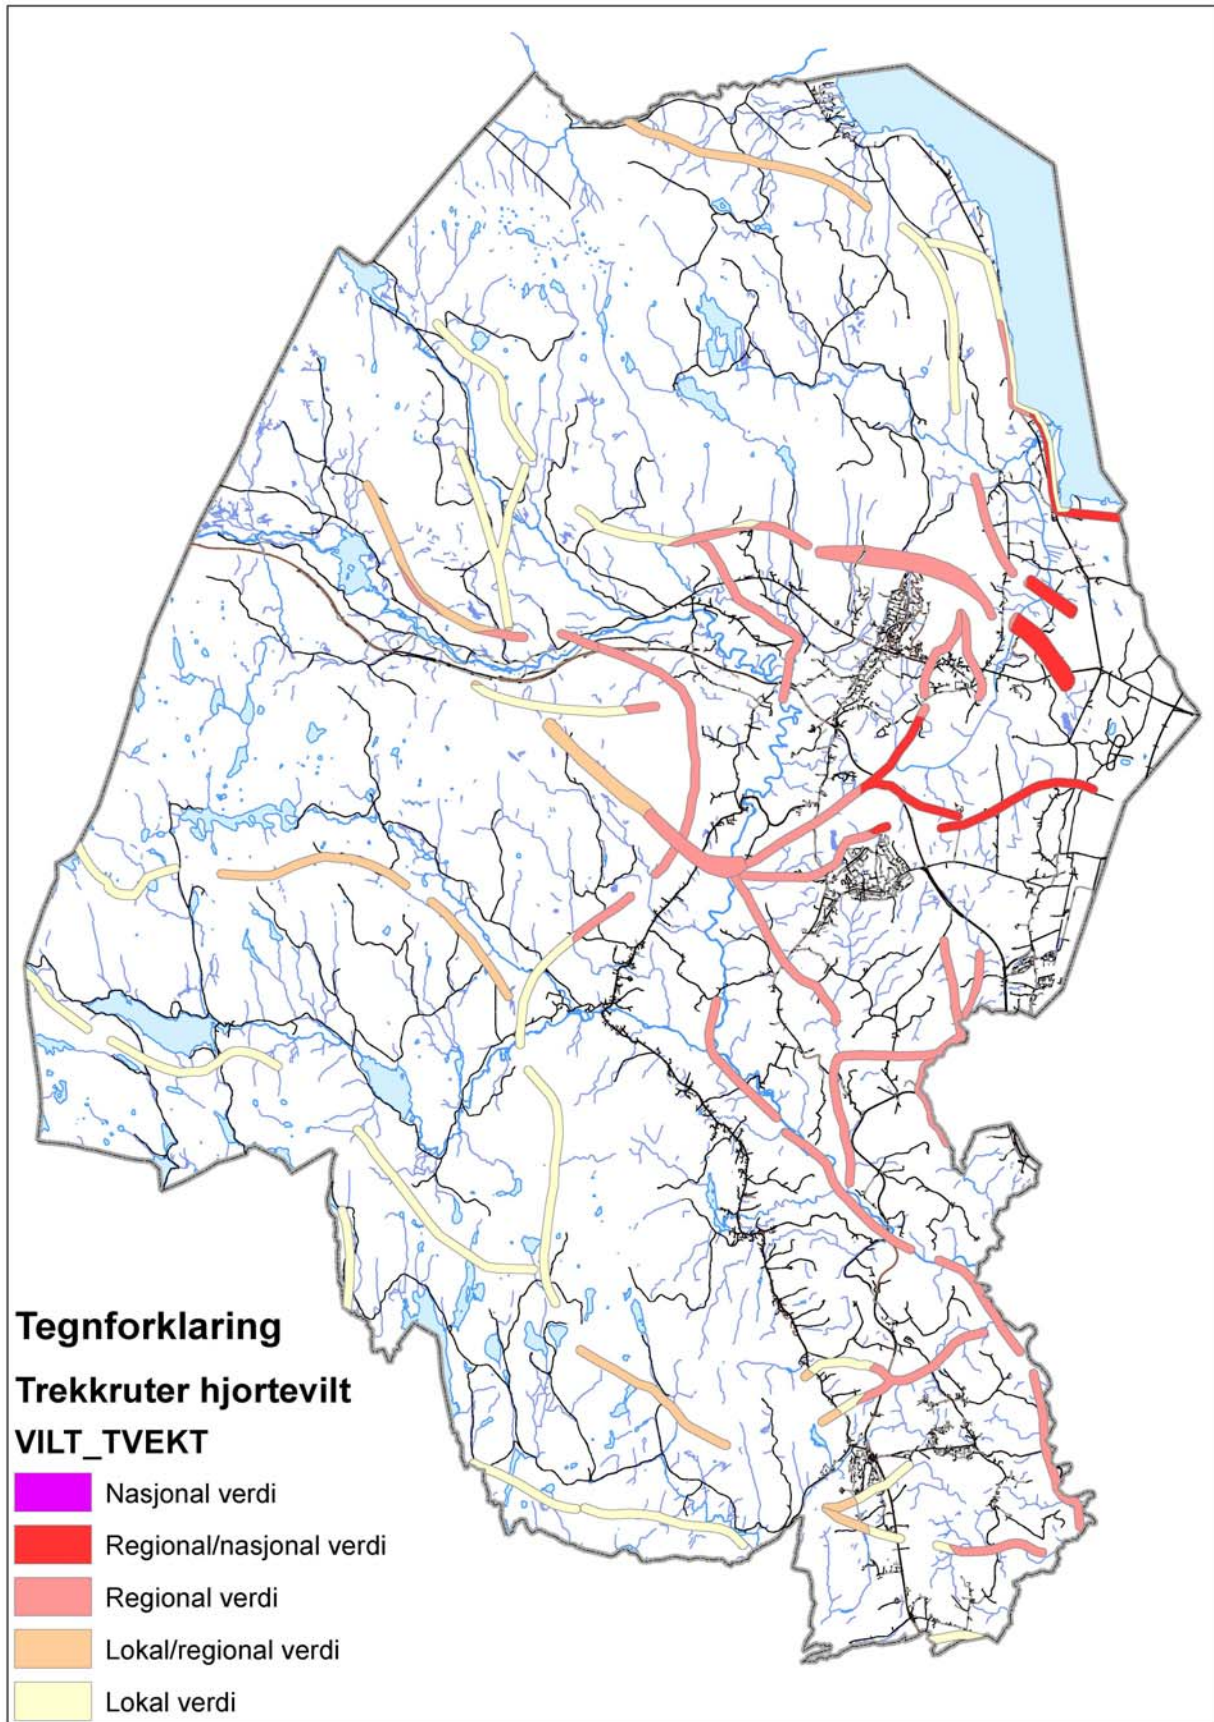 Tegnforklaring
Trekkruter hjortevilt
VILT_TVEKT
Nasjonal verdi
Regional/nasjonal verdi
Regional verdi
Lokal/regional verdi
Lokal verdi